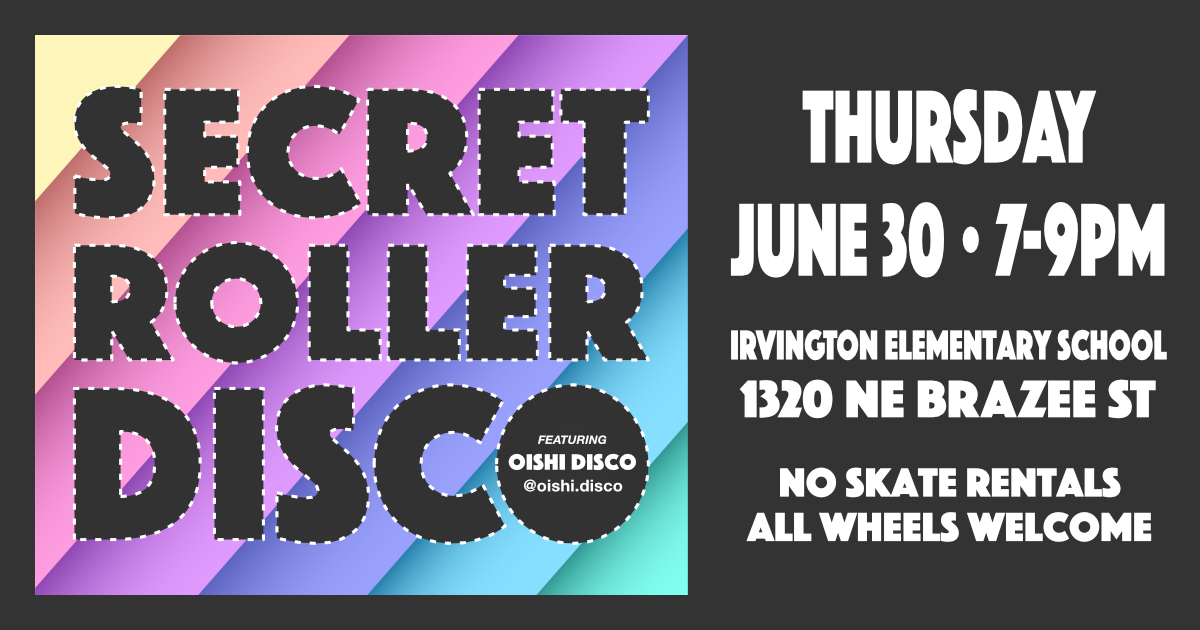 SECRET
ROLLER
DISCO
FEATURING
OISHI DISCO
@oishi.disco
THURSDAY
JUNE 30 • 7-9PM
IRVINGTON ELEMENTARY SCHOOL
1320 NE BRAZEE ST
NO SKATE RENTALS
ALL WHEELS WELCOME